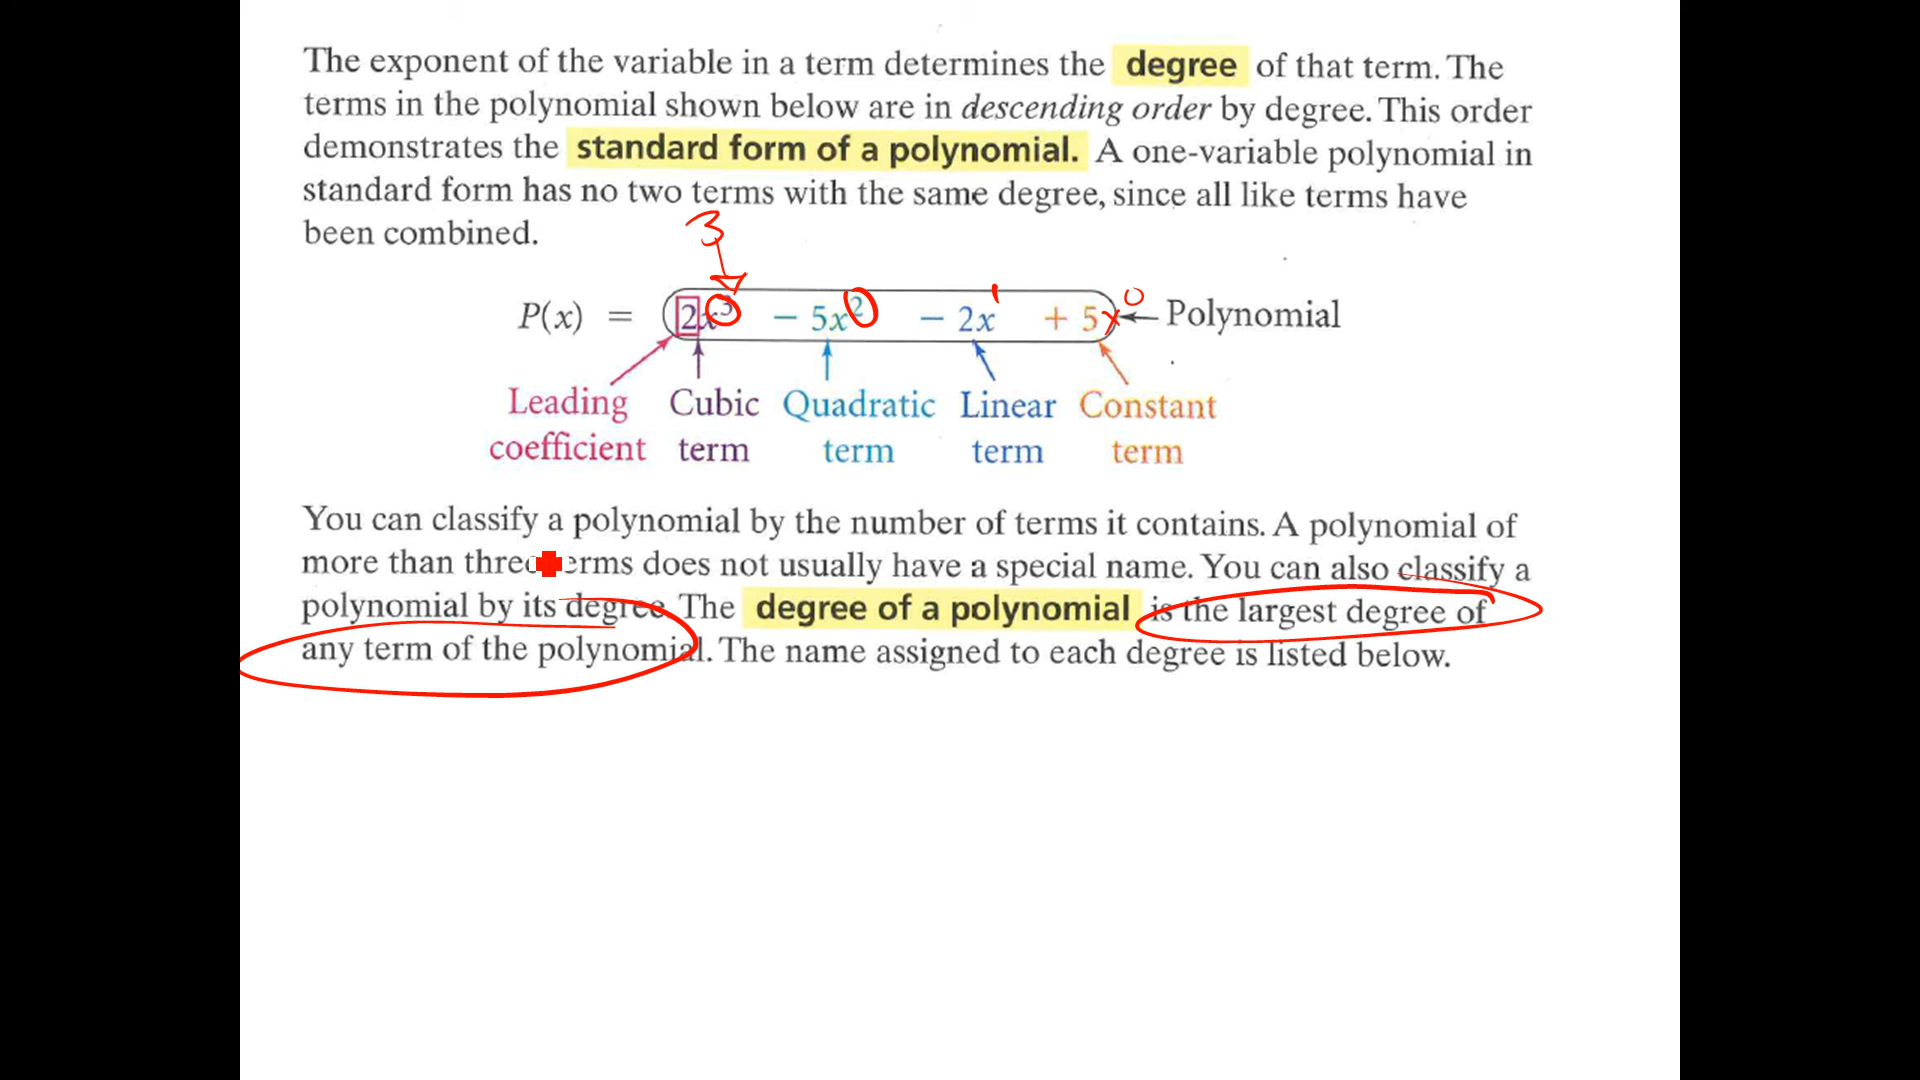 The exponent of the variable in a term determines the degree of that term. The
terms in the polynomial shown below are in descending order by degree. This order
demonstrates the standard form of a polynomial. A one-variable polynomial in
standard form has no two terms with the same degree, since all like terms have
been combined.
3
P(x) = 2x³ − 5x² − 2x¹ + 5x⁰ ← Polynomial
Leading Cubic Quadratic Linear Constant
coefficient term term term term
You can classify a polynomial by the number of terms it contains. A polynomial of
more than three terms does not usually have a special name. You can also classify a
polynomial by its degree. The degree of a polynomial is the largest degree of
any term of the polynomial. The name assigned to each degree is listed below.